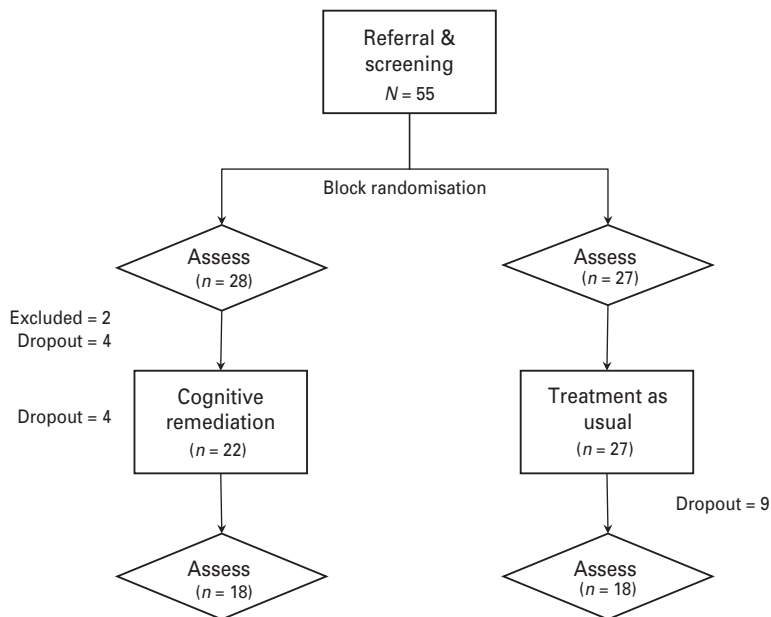 Referral &
screening
N = 55
Block randomisation
Assess
(n = 28)
Assess
(n = 27)
Excluded = 2
Dropout = 4
Dropout = 4
Cognitive
remediation
(n = 22)
Treatment as
usual
(n = 27)
Dropout = 9
Assess
(n = 18)
Assess
(n = 18)